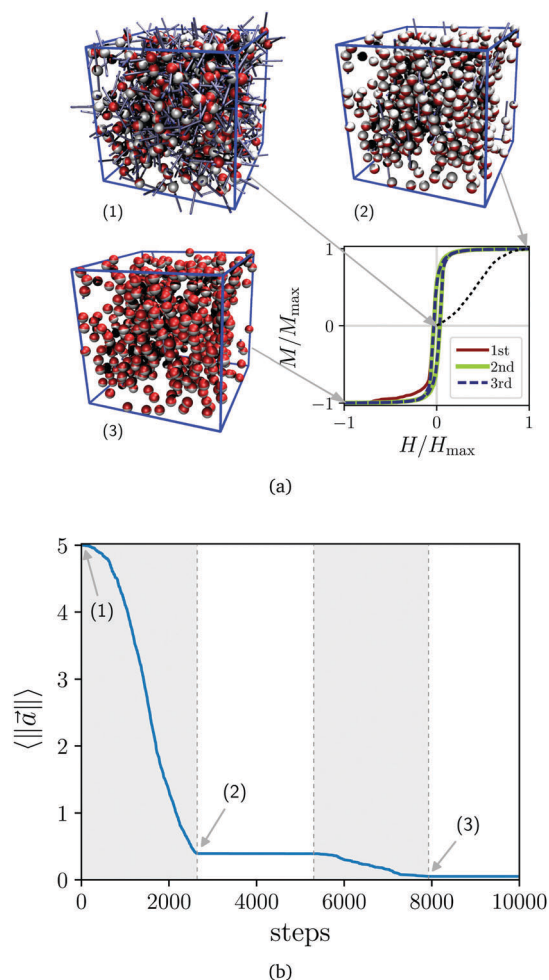 (1)
(2)
(3)
M/M_max
1
0
−1
1st
2nd
3rd
−1
0
1
H/H_max
(a)
5
4
3
2
1
0
(1)
(2)
(3)
⟨‖a⃗‖⟩
0
2000
4000
6000
8000
10000
steps
(b)